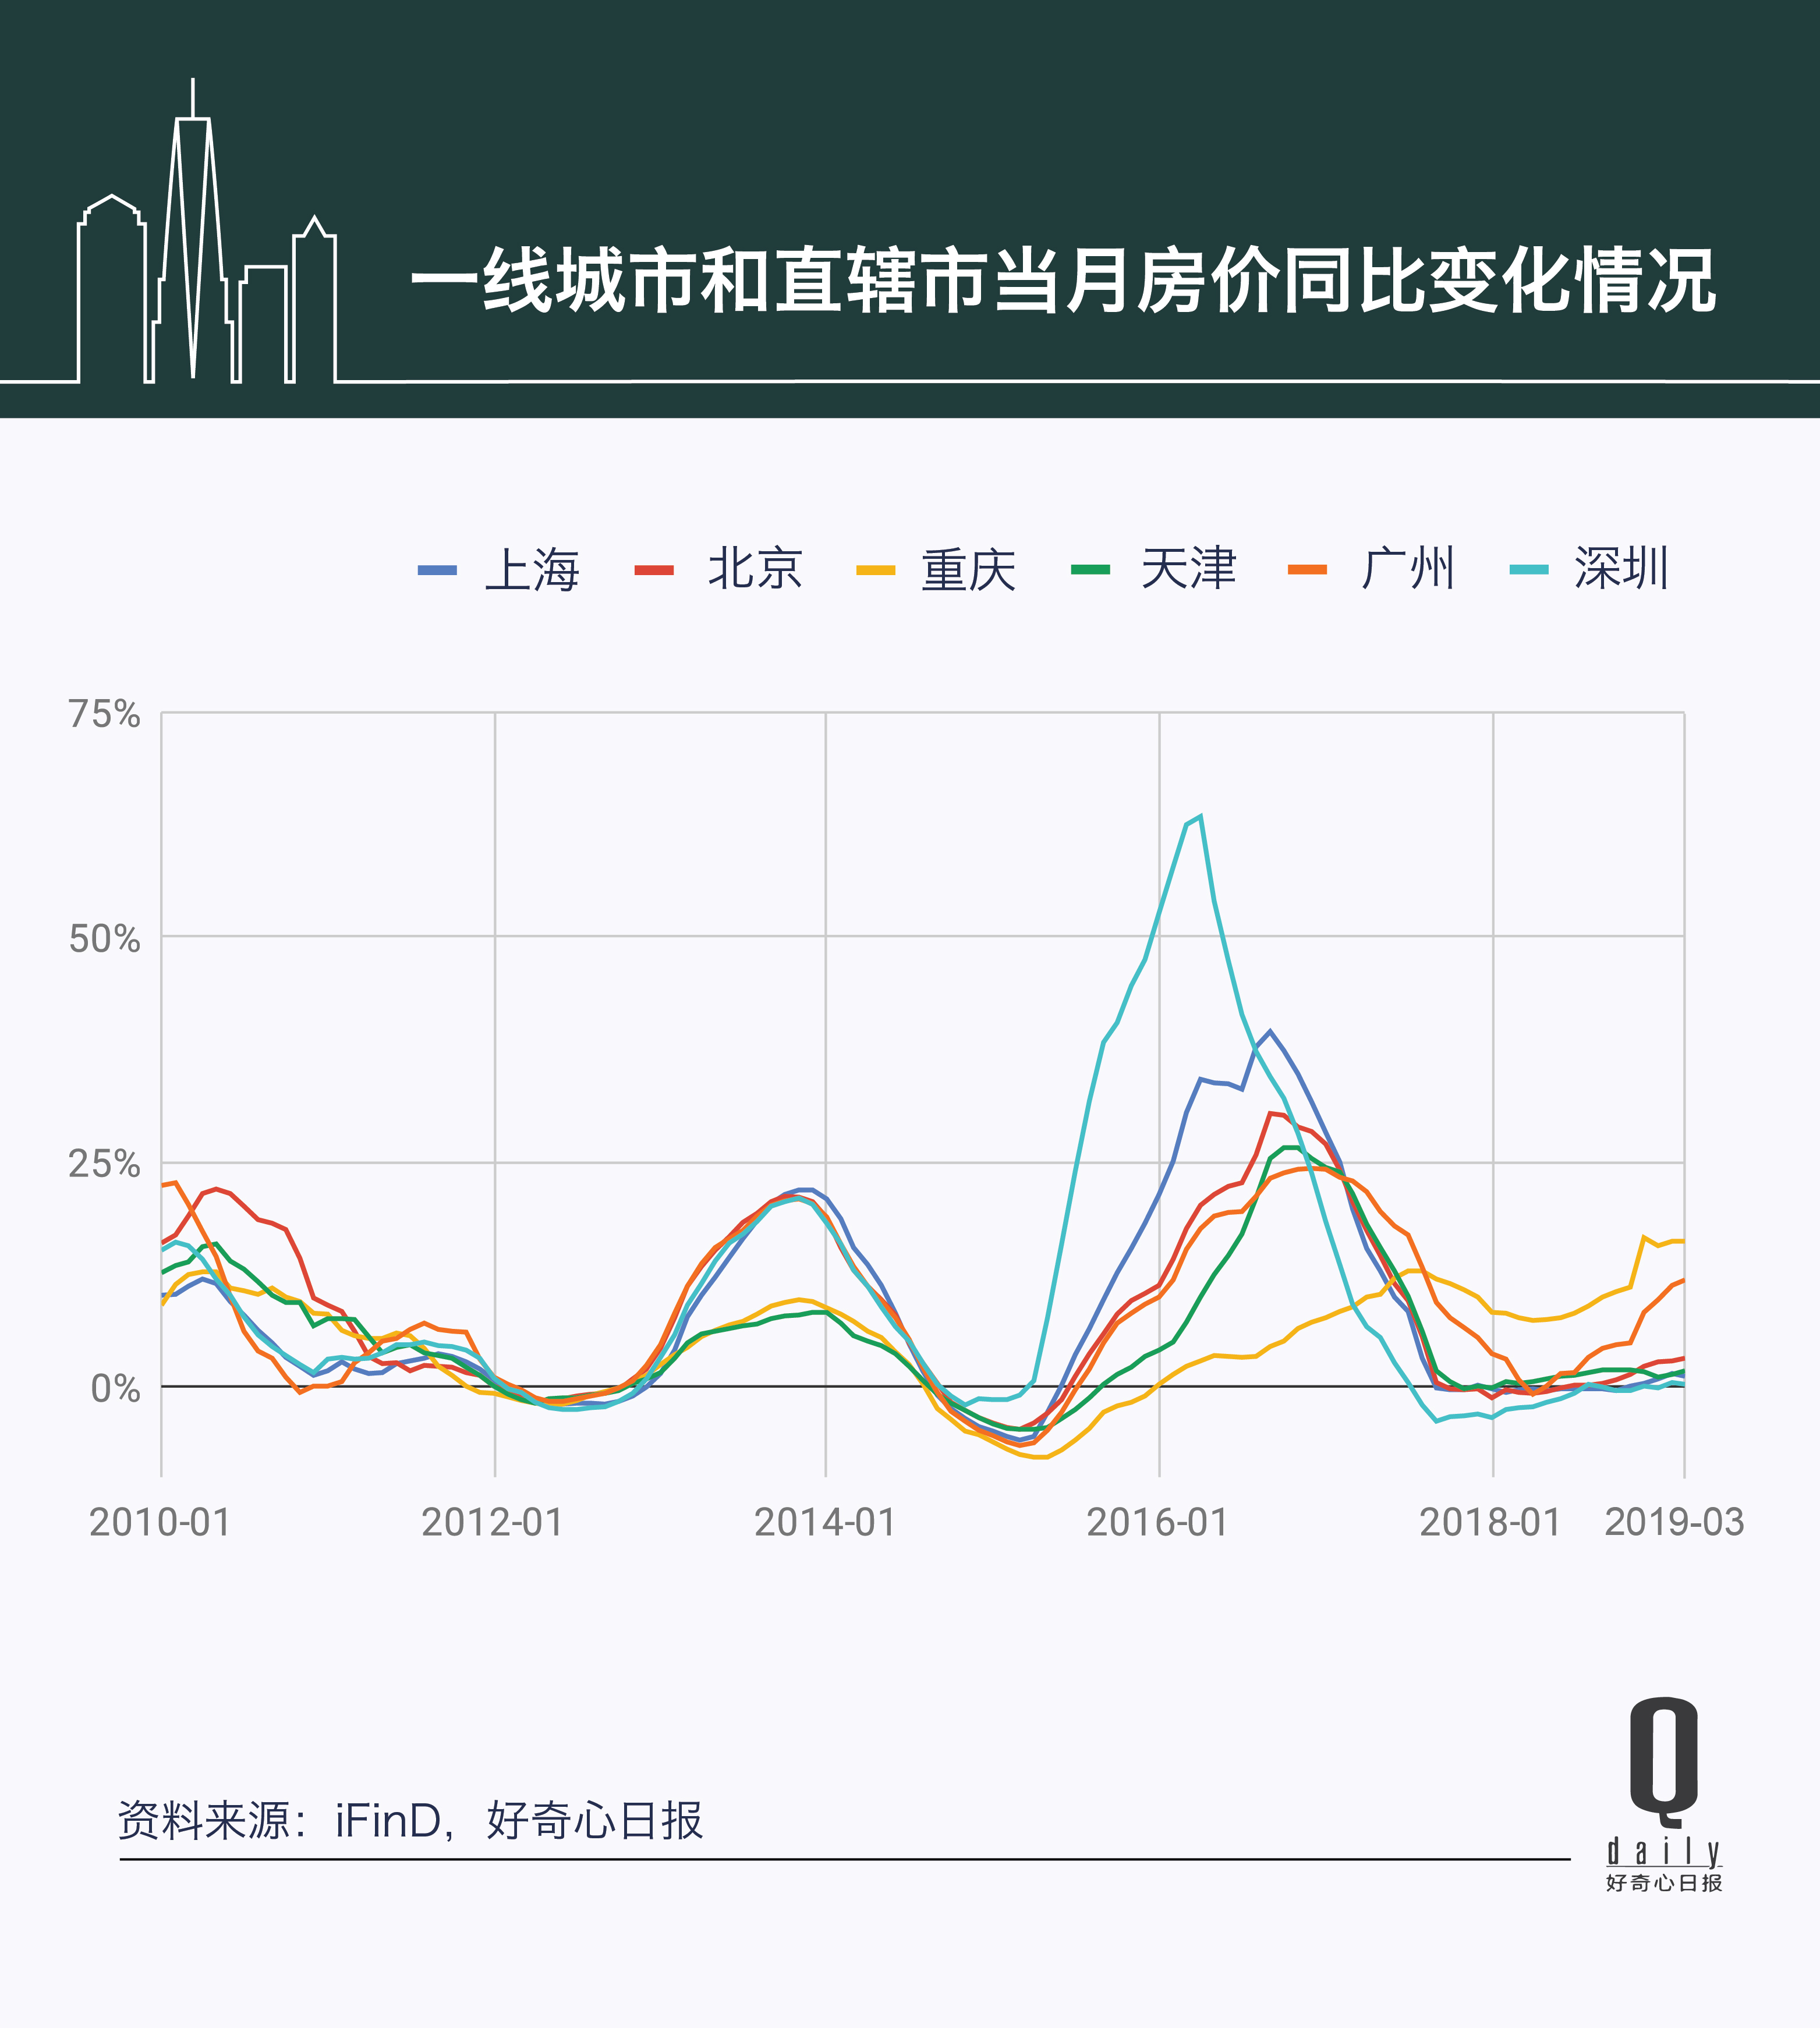 一线城市和直辖市当月房价同比变化情况
上海 北京 重庆 天津 广州 深圳
75%
50%
25%
0%
2010-01 2012-01 2014-01 2016-01 2018-01 2019-03
资料来源：iFinD，好奇心日报
Q
daily
好奇心日报